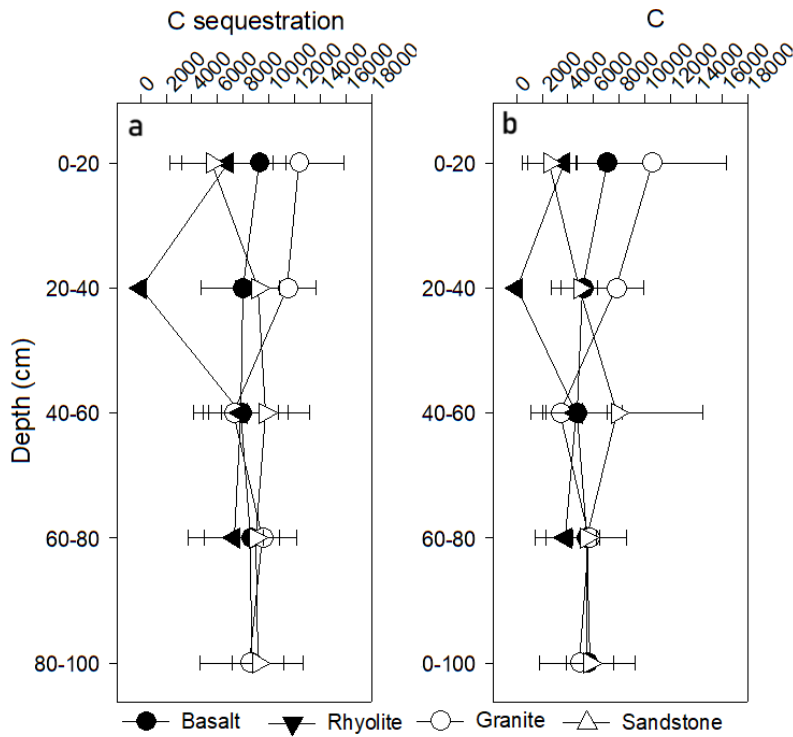 C sequestration
C
0 2000 4000 6000 8000 10000 12000 14000 16000 18000
0 2000 4000 6000 8000 10000 12000 14000 16000 18000
a
b
0-20
20-40
40-60
60-80
80-100
Depth (cm)
0-20
20-40
40-60
60-80
0-100
Basalt Rhyolite Granite Sandstone